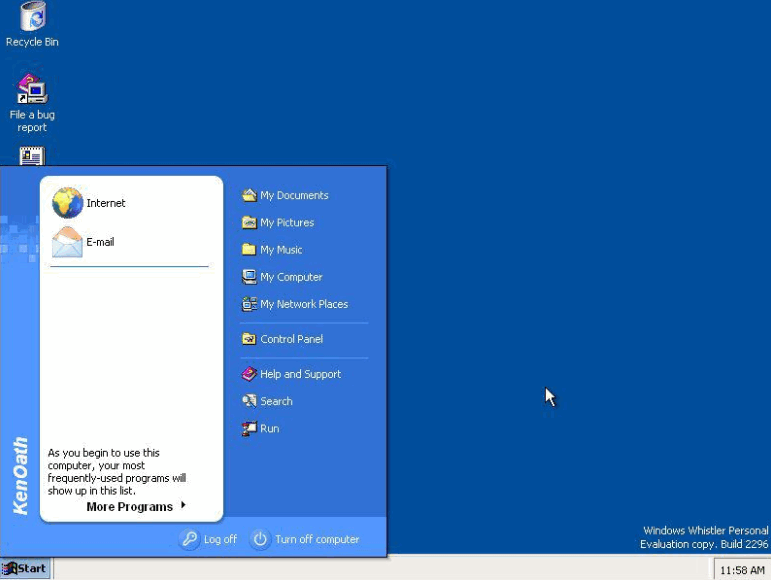 Recycle Bin
File a bug
report
Internet
E-mail
As you begin to use this
computer, your most
frequently-used programs will
show up in this list.
More Programs
My Documents
My Pictures
My Music
My Computer
My Network Places
Control Panel
Help and Support
Search
Run
KenOath
Log off
Turn off computer
Windows Whistler Personal
Evaluation copy. Build 2296
Start
11:58 AM